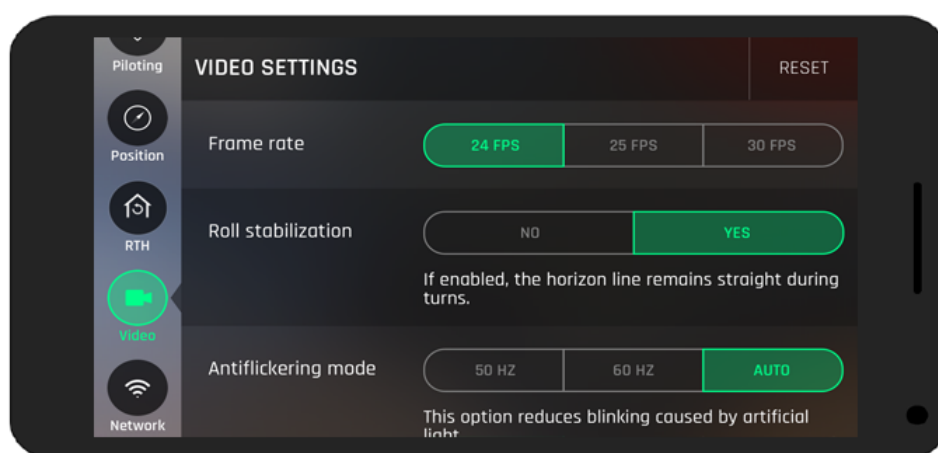 Piloting
VIDEO SETTINGS
RESET
Position
Frame rate
24 FPS
25 FPS
30 FPS
RTH
Roll stabilization
NO
YES
If enabled, the horizon line remains straight during
turns.
Video
Antiflickering mode
50 HZ
60 HZ
AUTO
Network
This option reduces blinking caused by artificial
light